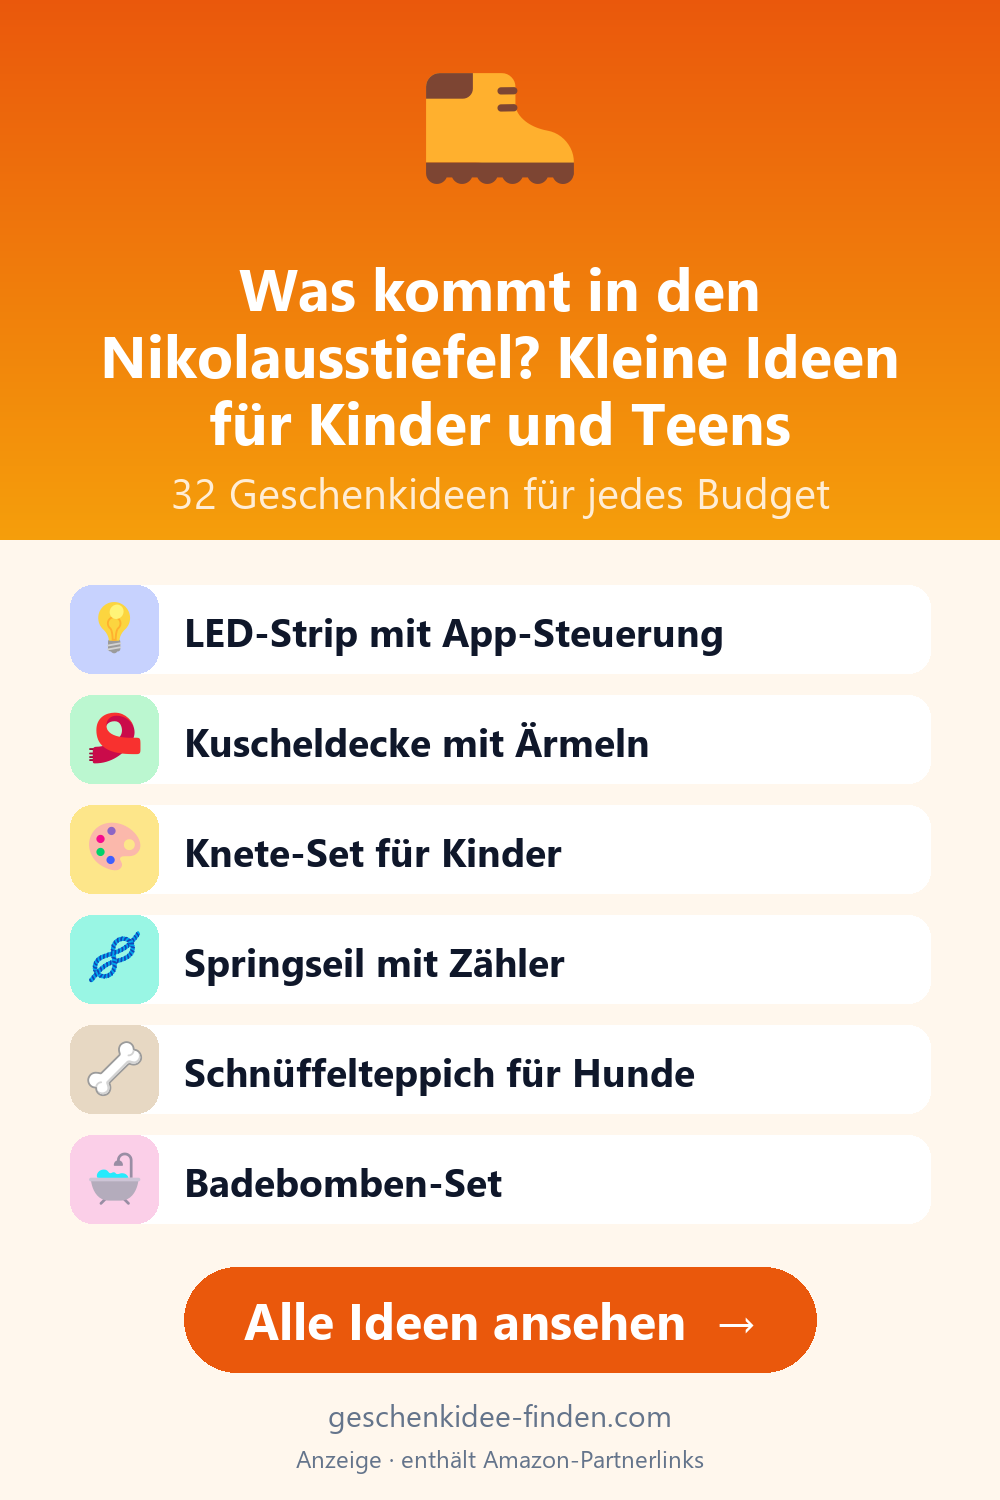 Was kommt in den
Nikolausstiefel? Kleine Ideen
für Kinder und Teens
32 Geschenkideen für jedes Budget
LED-Strip mit App-Steuerung
Kuscheldecke mit Ärmeln
Knete-Set für Kinder
Springseil mit Zähler
Schnüffelteppich für Hunde
Badebomben-Set
Alle Ideen ansehen →
geschenkidee-finden.com
Anzeige · enthält Amazon-Partnerlinks